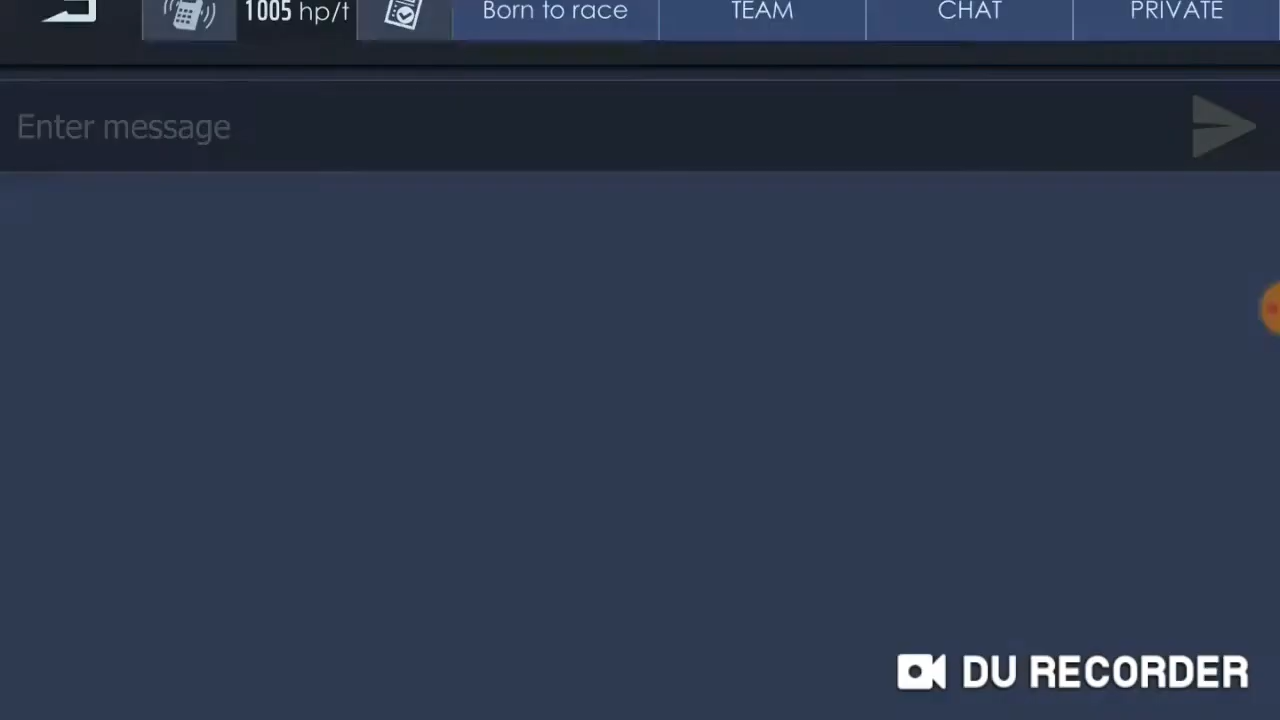 1005 hp/t Born to race TEAM CHAT PRIVATE
Enter message
DU RECORDER